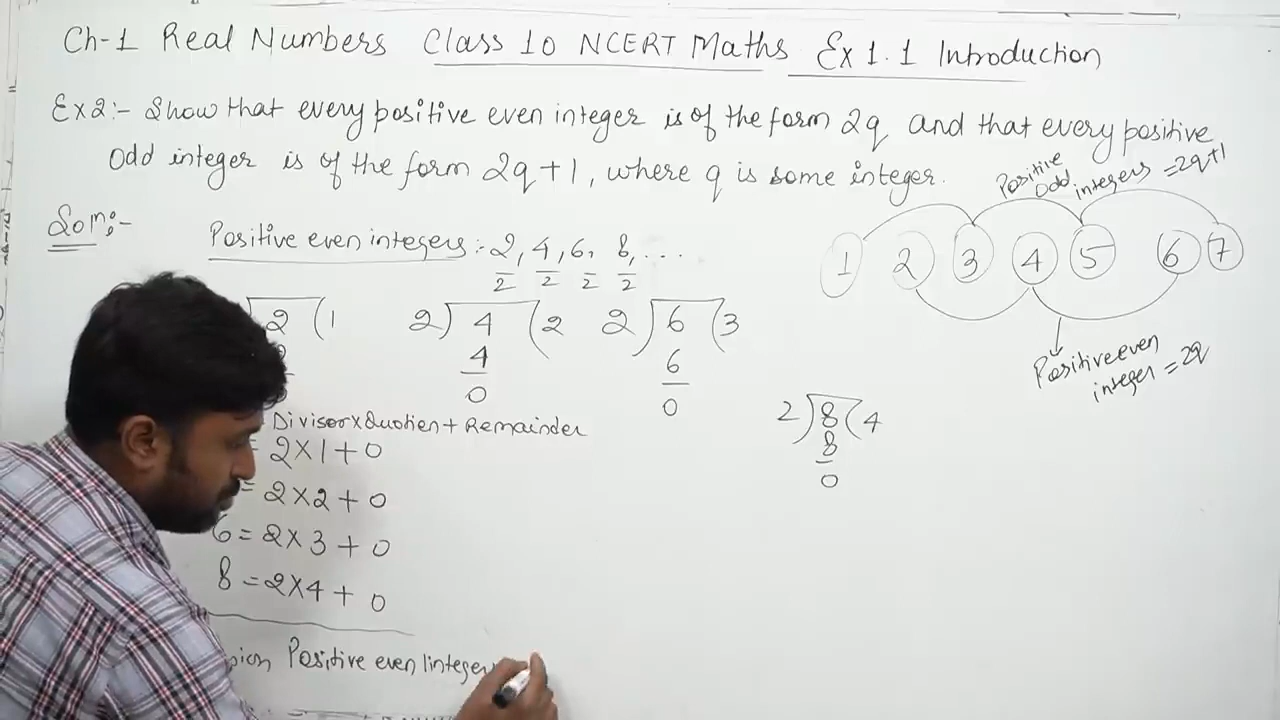 Ch-1 Real Numbers Class 10 NCERT Maths Ex 1.1 Introduction
Ex2:- Show that every positive even integer is of the form 2q and that every positive
odd integer is of the form 2q+1, where q is some integer.
Positive
odd integers = 2q+1
Soln:-
Positive even integers :- 2, 4, 6, 8, ...
2 2 2 2
1 2 3 4 5 6 7
2 ( 1
2) 4 ( 2
4
0
2) 6 ( 3
6
0
Positive even
integer = 2q
2) 8 ( 4
8
0
Divisor x Quotien + Remainder
= 2 x 1 + 0
= 2 x 2 + 0
6 = 2 x 3 + 0
8 = 2 x 4 + 0
Positive even Iinteger